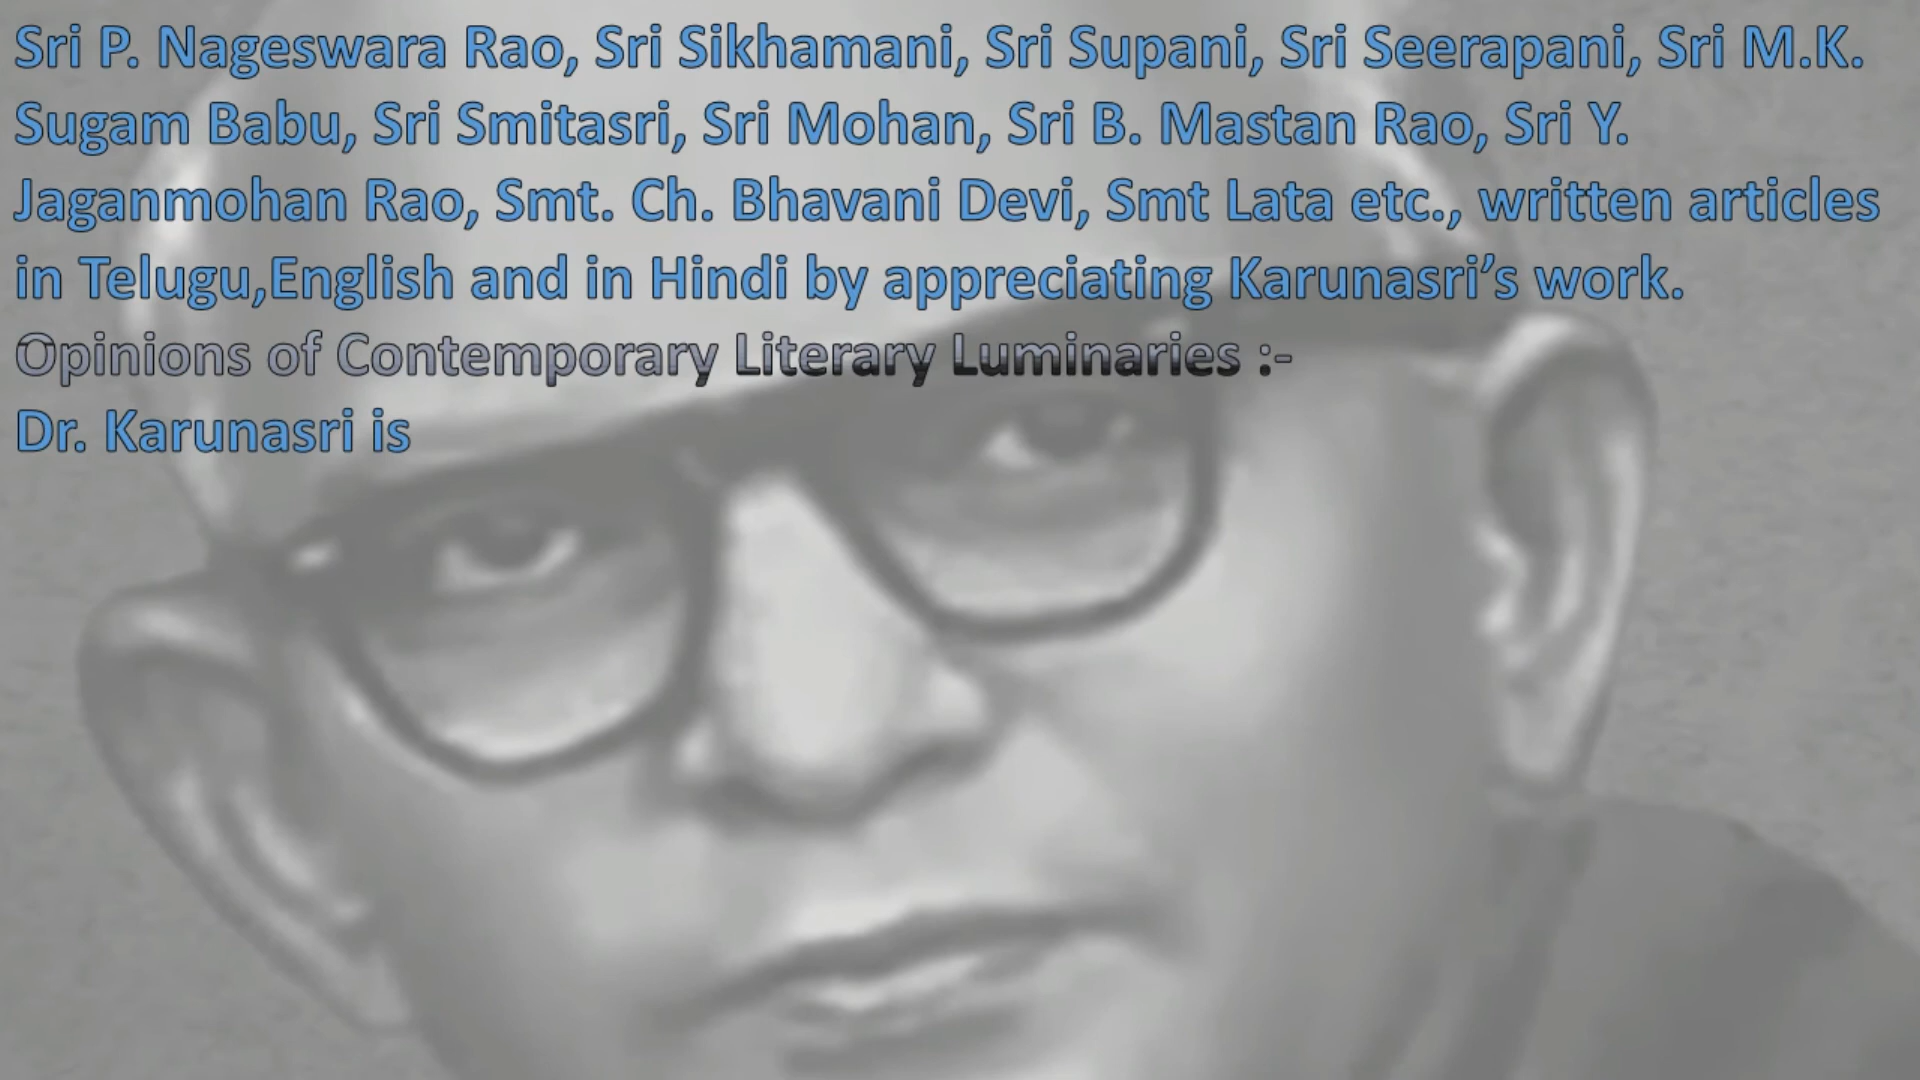 Sri P. Nageswara Rao, Sri Sikhamani, Sri Supani, Sri Seerapani, Sri M.K.
Sugam Babu, Sri Smitasri, Sri Mohan, Sri B. Mastan Rao, Sri Y.
Jaganmohan Rao, Smt. Ch. Bhavani Devi, Smt Lata etc., written articles
in Telugu,English and in Hindi by appreciating Karunasri’s work.
Opinions of Contemporary Literary Luminaries :-
Dr. Karunasri is